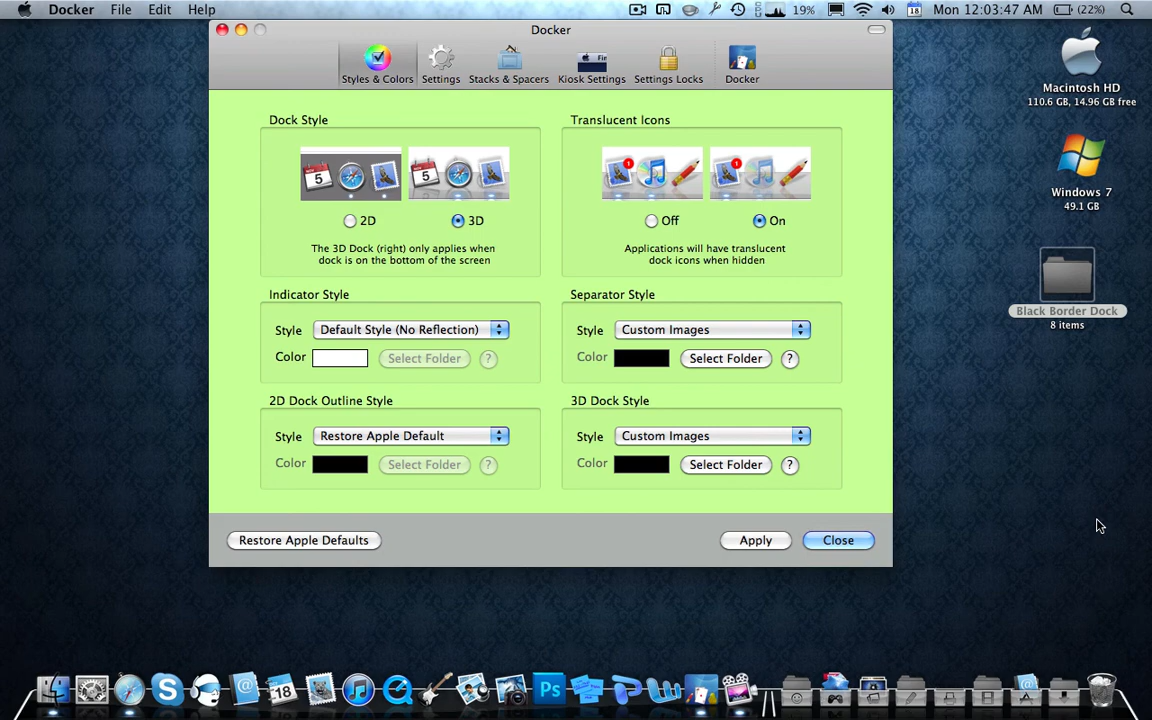 Docker File Edit Help 19% Mon 12:03:47 AM (22%)
Docker
Styles & Colors Settings Stacks & Spacers Kiosk Settings Settings Locks Docker
Dock Style
5 5
2D 3D
The 3D Dock (right) only applies when
dock is on the bottom of the screen
Translucent Icons
1 1
Off On
Applications will have translucent
dock icons when hidden
Indicator Style
Style Default Style (No Reflection)
Color Select Folder ?
Separator Style
Style Custom Images
Color Select Folder ?
2D Dock Outline Style
Style Restore Apple Default
Color Select Folder ?
3D Dock Style
Style Custom Images
Color Select Folder ?
Restore Apple Defaults Apply Close
Macintosh HD
110.6 GB, 14.96 GB free
Windows 7
49.1 GB
Black Border Dock
8 items
18 Ps